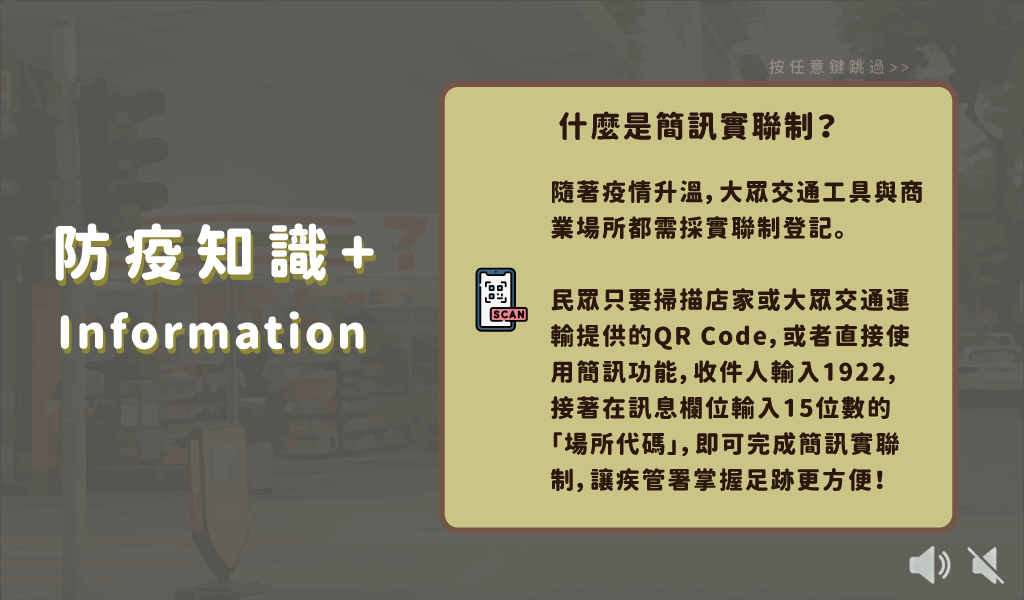 按任意鍵跳過>>
什麼是簡訊實聯制？
隨著疫情升溫，大眾交通工具與商
業場所都需採實聯制登記。
防疫知識+
Information
SCAN
民眾只要掃描店家或大眾交通運
輸提供的QR Code，或者直接使
用簡訊功能，收件人輸入1922，
接著在訊息欄位輸入15位數的
「場所代碼」，即可完成簡訊實聯
制，讓疾管署掌握足跡更方便！